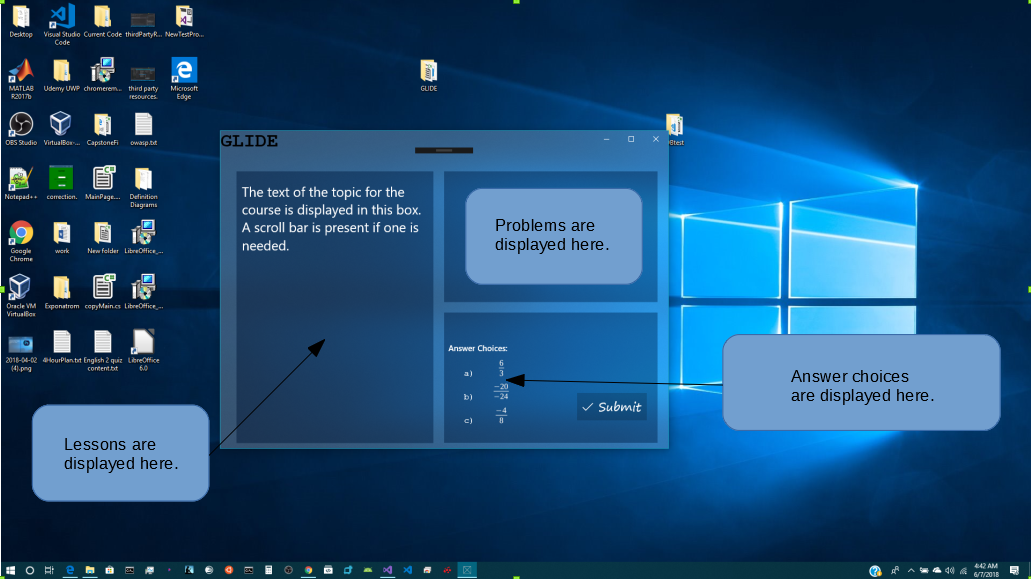 Desktop
Visual Studio
Code
Current Code
thirdPartyR...
NewTestPro...
MATLAB
R2017b
Udemy UWP
chromerem...
third party
resources.
Microsoft
Edge
GLIDE
OBS Studio
VirtualBox-...
CapstoneFi
owasp.txt
Notepad++
correction.
MainPage....
Definition
Diagrams
Google
Chrome
work
New folder
LibreOffice_...
Oracle VM
VirtualBox
Exponatrom
copyMain.cs
LibreOffice_...
2018-04-02
(4).png
4HourPlan.txt
English 2 quiz
content.txt
LibreOffice
6.0
GLIDE
The text of the topic for the
course is displayed in this box.
A scroll bar is present if one is
needed.
Problems are
displayed here.
Answer Choices:
a) 6/3
b) −20/−24
c) −4/8
Submit
Answer choices
are displayed here.
Lessons are
displayed here.
4:42 AM
6/7/2018